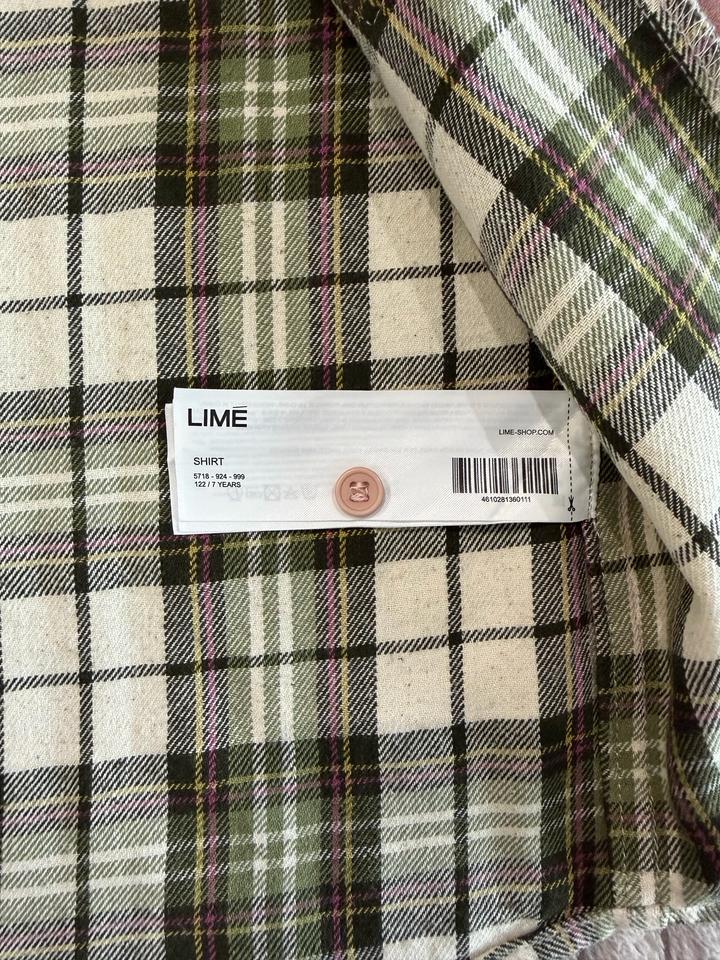 LIMÉ
LIME-SHOP.COM
SHIRT
5718 - 924 - 999
122 / 7 YEARS
4610281360111